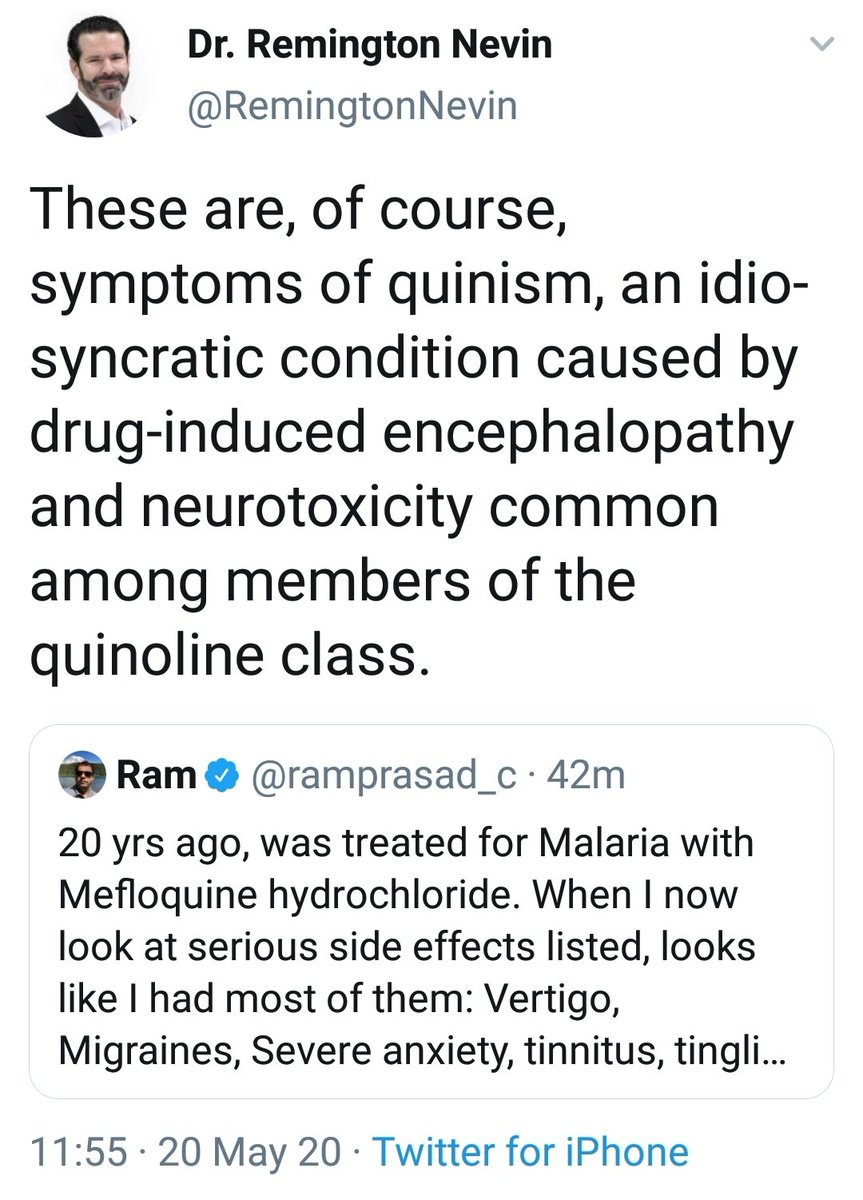 Dr. Remington Nevin
@RemingtonNevin
These are, of course,
symptoms of quinism, an idio-
syncratic condition caused by
drug-induced encephalopathy
and neurotoxicity common
among members of the
quinoline class.
Ram @ramprasad_c · 42m
20 yrs ago, was treated for Malaria with
Mefloquine hydrochloride. When I now
look at serious side effects listed, looks
like I had most of them: Vertigo,
Migraines, Severe anxiety, tinnitus, tingli...
11:55 · 20 May 20 · Twitter for iPhone